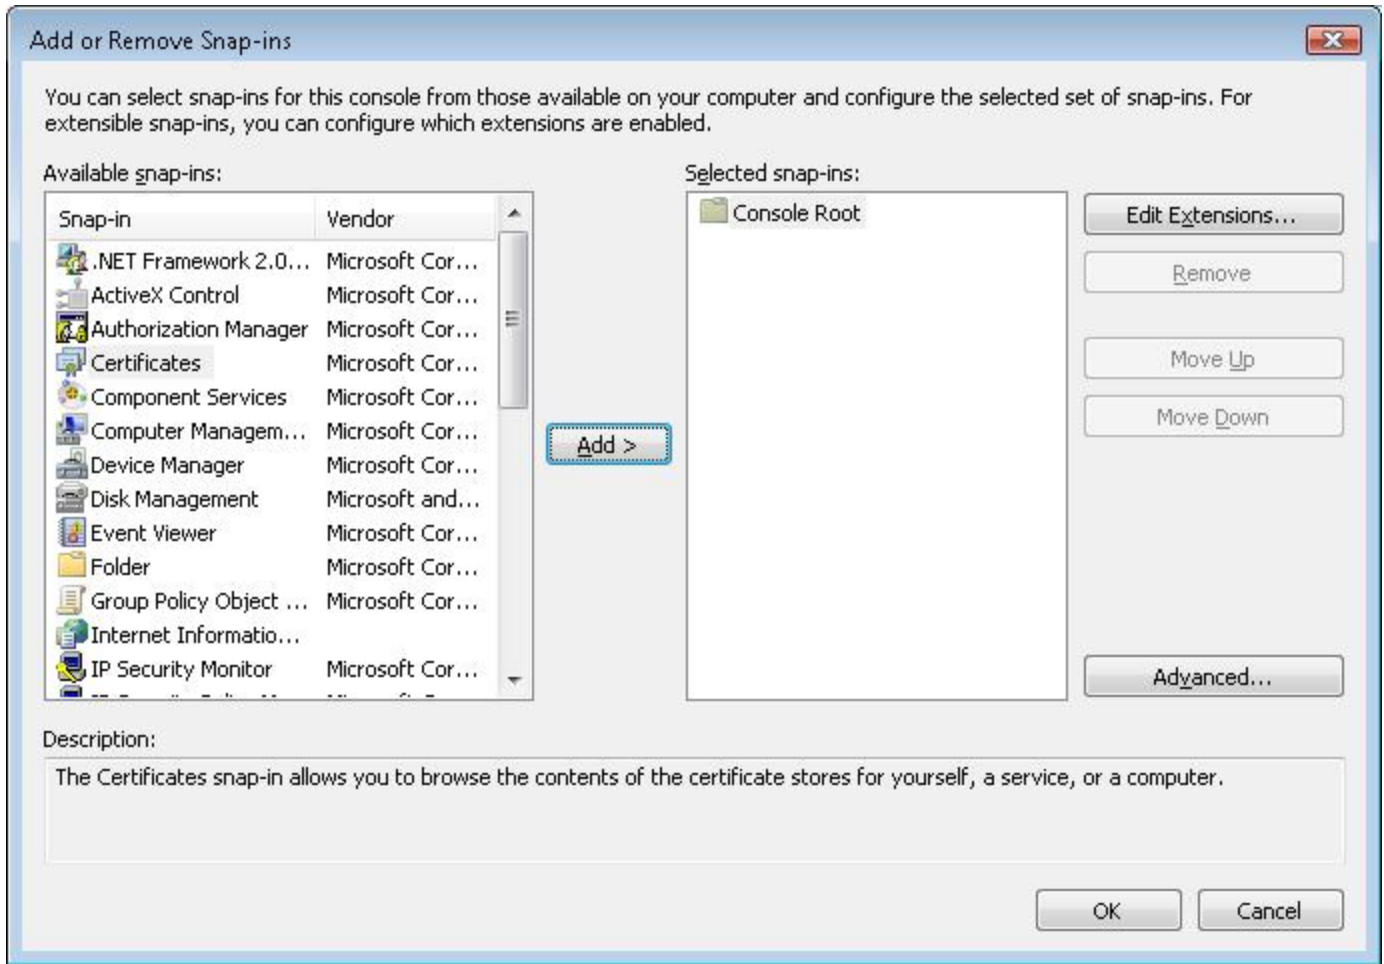 Add or Remove Snap-ins
You can select snap-ins for this console from those available on your computer and configure the selected set of snap-ins. For
extensible snap-ins, you can configure which extensions are enabled.
Available snap-ins:
Snap-in Vendor
.NET Framework 2.0... Microsoft Cor...
ActiveX Control Microsoft Cor...
Authorization Manager Microsoft Cor...
Certificates Microsoft Cor...
Component Services Microsoft Cor...
Computer Managem... Microsoft Cor...
Device Manager Microsoft Cor...
Disk Management Microsoft and...
Event Viewer Microsoft Cor...
Folder Microsoft Cor...
Group Policy Object ... Microsoft Cor...
Internet Informatio...
IP Security Monitor Microsoft Cor...
Add >
Selected snap-ins:
Console Root
Edit Extensions...
Remove
Move Up
Move Down
Advanced...
Description:
The Certificates snap-in allows you to browse the contents of the certificate stores for yourself, a service, or a computer.
OK Cancel